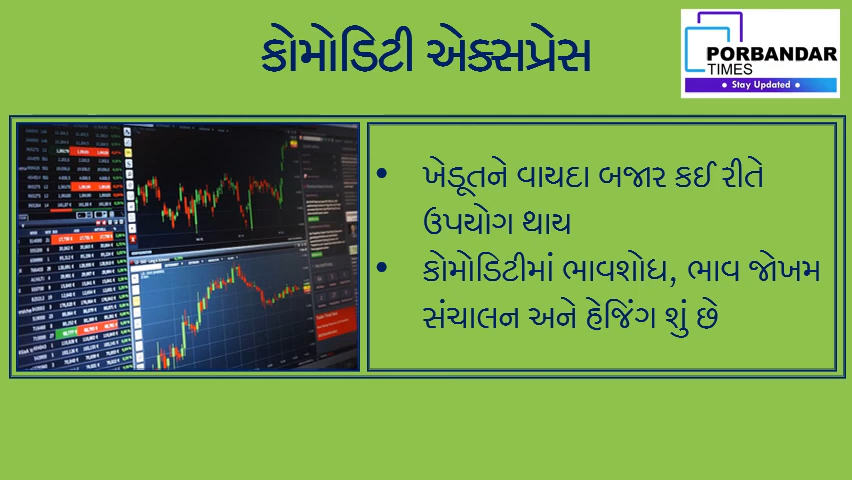 કોમોડિટી એક્સપ્રેસ
PORBANDAR
TIMES
Stay Updated
• ખેડૂતને વાયદા બજાર કઈ રીતે
ઉપયોગ થાય
• કોમોડિટીમાં ભાવશોધ, ભાવ જોખમ
સંચાલન અને હેજિંગ શું છે